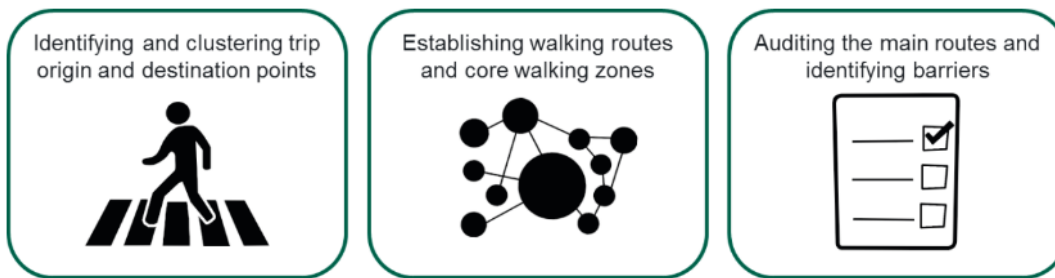 Identifying and clustering trip
origin and destination points
Establishing walking routes
and core walking zones
Auditing the main routes and
identifying barriers